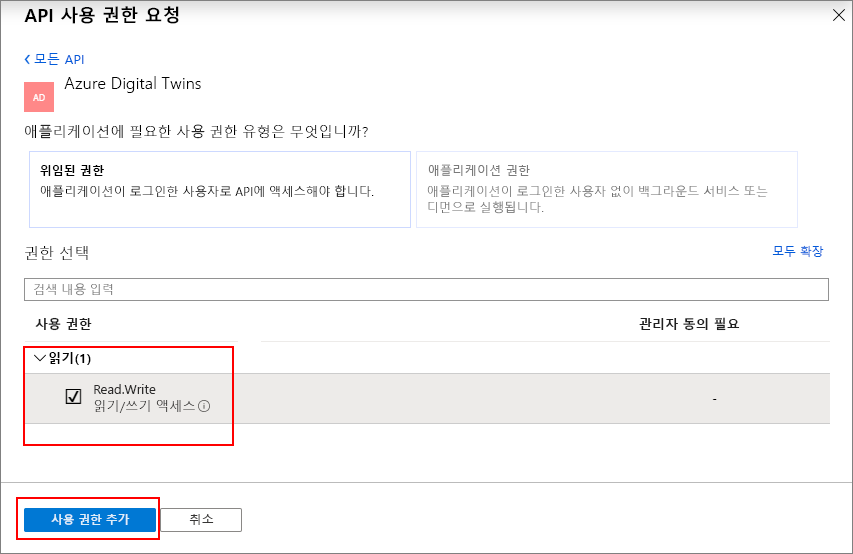 API 사용 권한 요청
모든 API
AD
Azure Digital Twins
애플리케이션에 필요한 사용 권한 유형은 무엇입니까?
위임된 권한
애플리케이션이 로그인한 사용자로 API에 액세스해야 합니다.
애플리케이션 권한
애플리케이션이 로그인한 사용자 없이 백그라운드 서비스 또는
디먼으로 실행됩니다.
권한 선택
모두 확장
검색 내용 입력
사용 권한
관리자 동의 필요
읽기(1)
Read.Write
읽기/쓰기 액세스
-
사용 권한 추가
취소